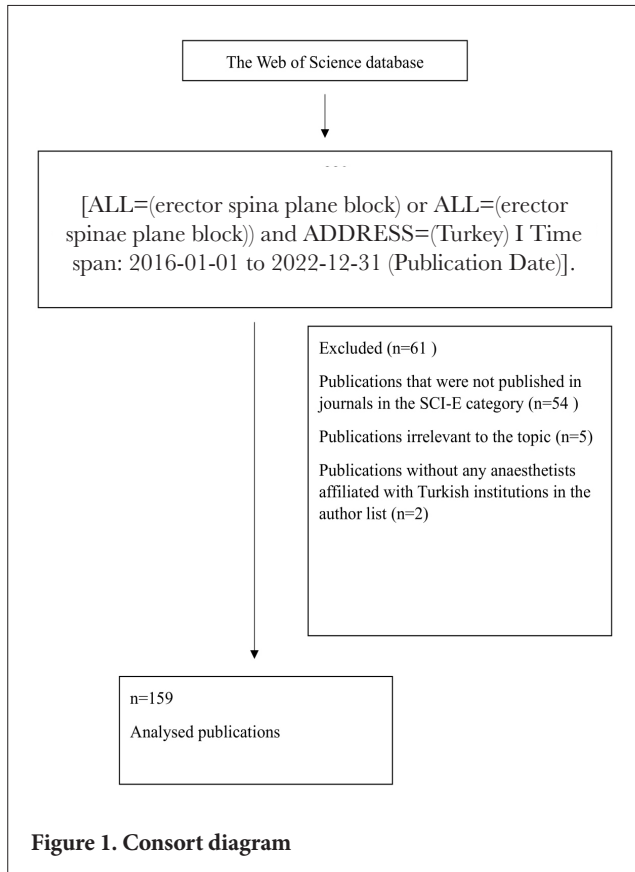 The Web of Science database
[ALL=(erector spina plane block) or ALL=(erector
spinae plane block)) and ADDRESS=(Turkey) I Time
span: 2016-01-01 to 2022-12-31 (Publication Date)].
Excluded (n=61 )
Publications that were not published in
journals in the SCI-E category (n=54 )
Publications irrelevant to the topic (n=5)
Publications without any anaesthetists
affiliated with Turkish institutions in the
author list (n=2)
n=159
Analysed publications
Figure 1. Consort diagram